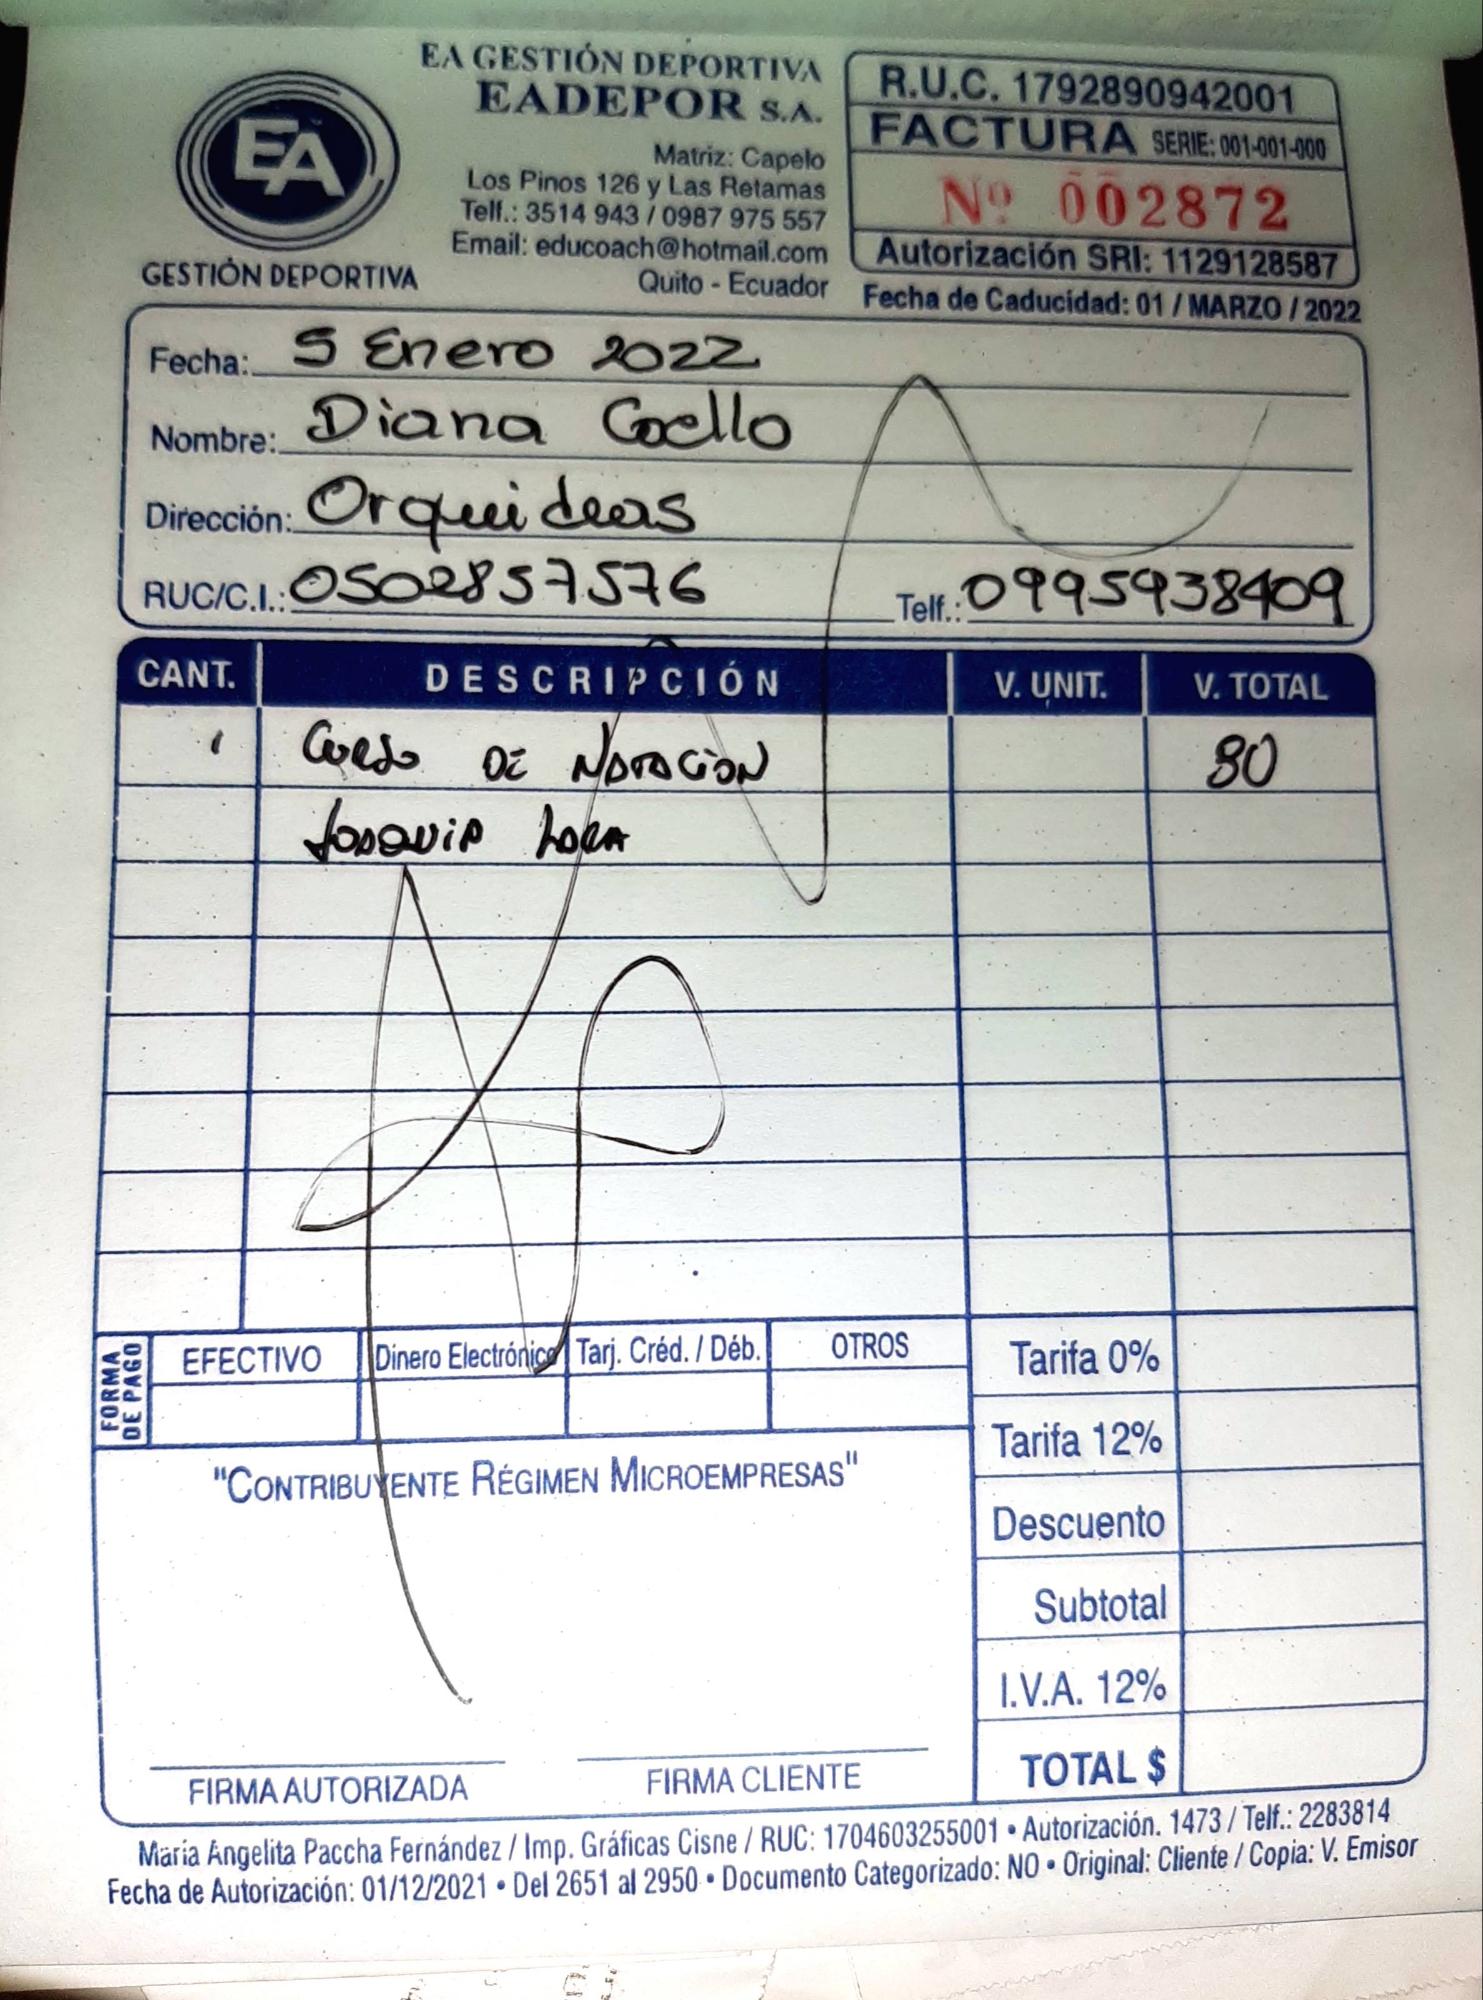 EA GESTIÓN DEPORTIVA
EADEPOR S.A.
Matriz: Capelo
Los Pinos 126 y Las Retamas
Telf.: 3514 943 / 0987 975 557
Email: educoach@hotmail.com
Quito - Ecuador
EA
GESTIÓN DEPORTIVA
R.U.C. 1792890942001
FACTURA SERIE: 001-001-000
Nº 002872
Autorización SRI: 1129128587
Fecha de Caducidad: 01 / MARZO / 2022
Fecha: 5 Enero 2022
Nombre: Diana Coello
Dirección: Orquideas
RUC/C.I.: 0502857576 Telf.: 0995938409
CANT. DESCRIPCIÓN V. UNIT. V. TOTAL
1 Curso DE NATACION 80
JOAQUIN LARA
FORMA DE PAGO
EFECTIVO Dinero Electrónico Tarj. Créd. / Déb. OTROS
"CONTRIBUYENTE RÉGIMEN MICROEMPRESAS"
Tarifa 0%
Tarifa 12%
Descuento
Subtotal
I.V.A. 12%
TOTAL $
FIRMA AUTORIZADA FIRMA CLIENTE
María Angelita Paccha Fernández / Imp. Gráficas Cisne / RUC: 1704603255001 • Autorización. 1473 / Telf.: 2283814
Fecha de Autorización: 01/12/2021 • Del 2651 al 2950 • Documento Categorizado: NO • Original: Cliente / Copia: V. Emisor